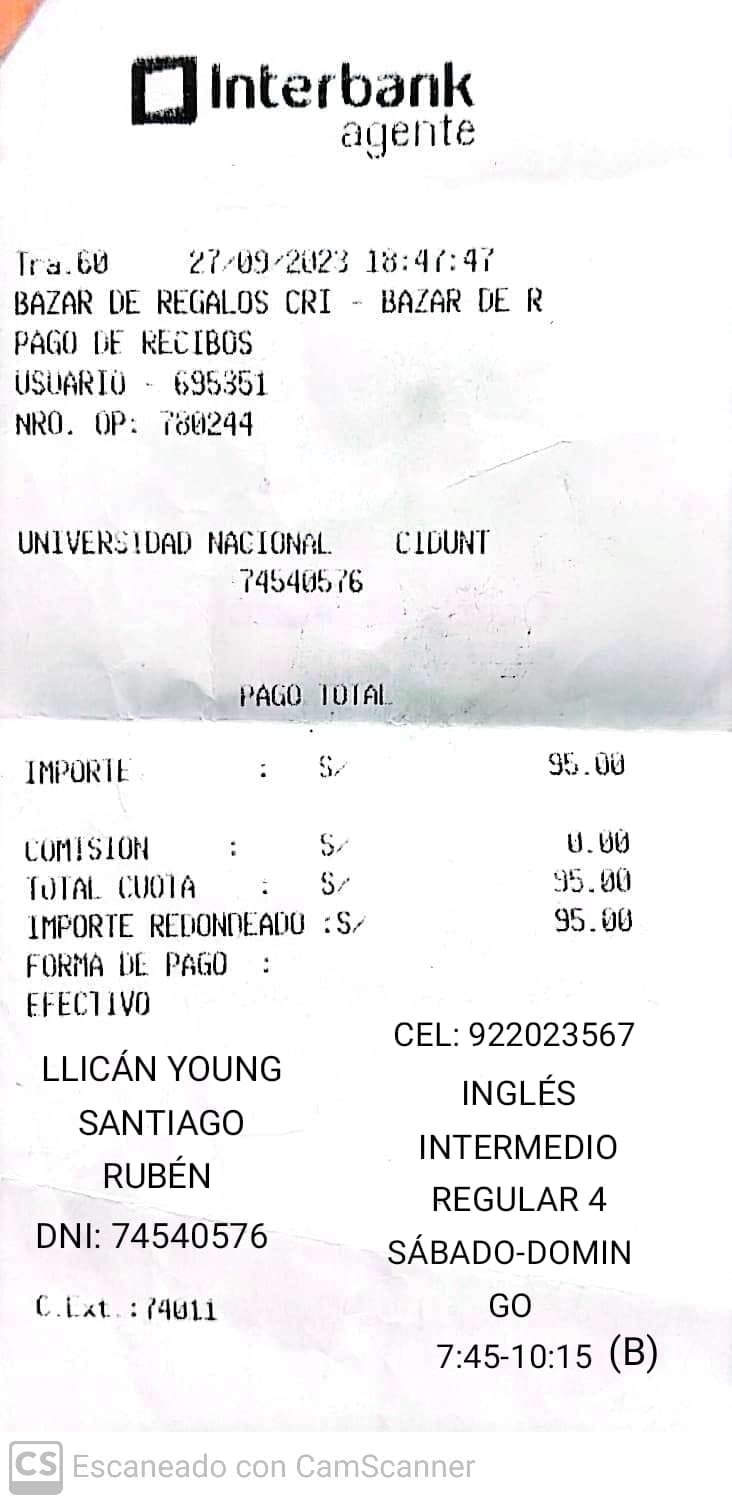 Interbank
agente
Tra.60 27/09/2023 18:47:47
BAZAR DE REGALOS CRI - BAZAR DE R
PAGO DE RECIBOS
USUARIO - 695351
NRO. OP: 780244
UNIVERSIDAD NACIONAL CIDUNT
74540576
PAGO TOTAL
IMPORTE : S/ 95.00
COMISION : S/ 0.00
TOTAL CUOTA : S/ 95.00
IMPORTE REDONDEADO :S/ 95.00
FORMA DE PAGO :
EFECTIVO
LLICÁN YOUNG
SANTIAGO
RUBÉN
DNI: 74540576
C.Ext.:74011
CEL: 922023567
INGLÉS
INTERMEDIO
REGULAR 4
SÁBADO-DOMIN
GO
7:45-10:15 (B)
CS Escaneado con CamScanner